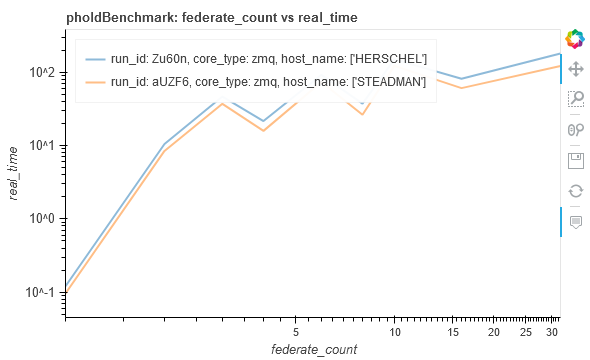 pholdBenchmark: federate_count vs real_time
run_id: Zu60n, core_type: zmq, host_name: ['HERSCHEL']
run_id: aUZF6, core_type: zmq, host_name: ['STEADMAN']
10^2
10^1
10^0
10^-1
real_time
5
10
15
20
25
30
federate_count